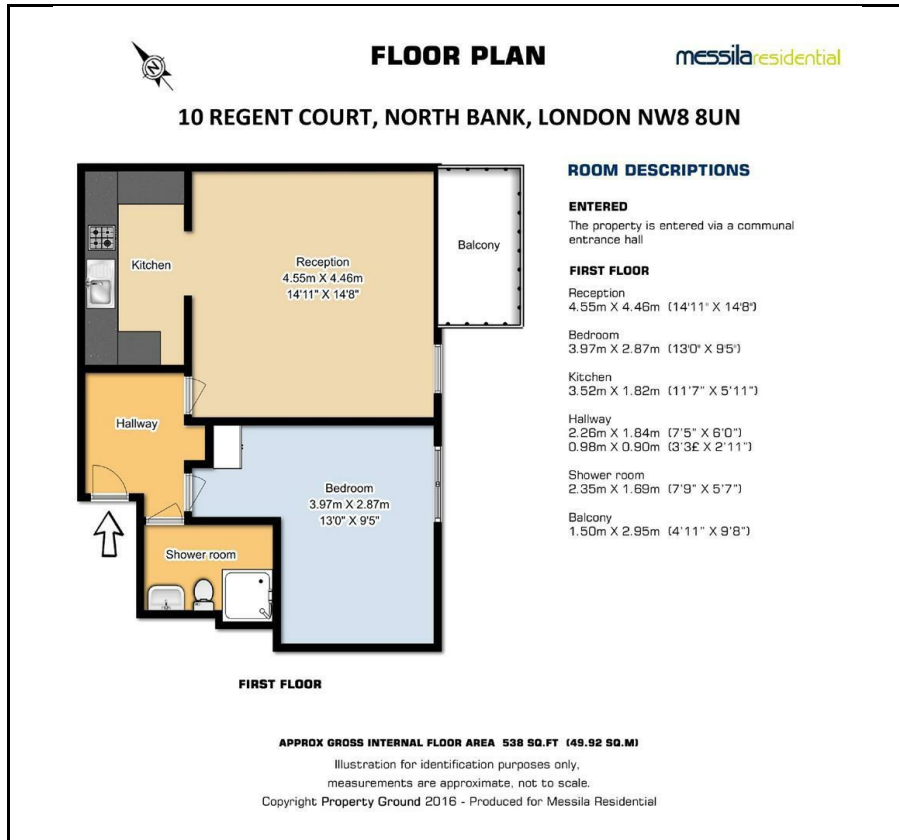 FLOOR PLAN
messilaresidential
N
10 REGENT COURT, NORTH BANK, LONDON NW8 8UN
Kitchen
Reception
4.55m X 4.46m
14'11" X 14'8"
Balcony
Hallway
Bedroom
3.97m X 2.87m
13'0" X 9'5"
Shower room
FIRST FLOOR
ROOM DESCRIPTIONS
ENTERED
The property is entered via a communal
entrance hall
FIRST FLOOR
Reception
4.55m X 4.46m (14'11" X 14'8")
Bedroom
3.97m X 2.87m (13'0" X 9'5")
Kitchen
3.52m X 1.82m (11'7" X 5'11")
Hallway
2.26m X 1.84m (7'5" X 6'0")
0.98m X 0.90m (3'3£ X 2'11")
Shower room
2.35m X 1.69m (7'9" X 5'7")
Balcony
1.50m X 2.95m (4'11" X 9'8")
APPROX GROSS INTERNAL FLOOR AREA 538 SQ.FT (49.92 SQ.M)
Illustration for identification purposes only,
measurements are approximate, not to scale.
Copyright Property Ground 2016 - Produced for Messila Residential